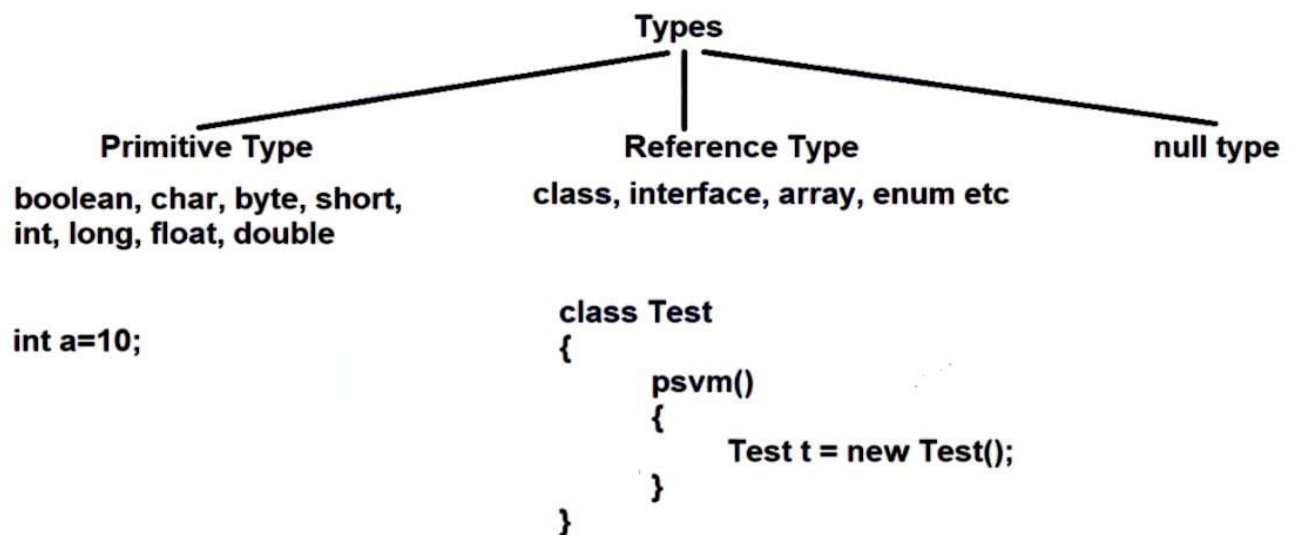 Types
Primitive Type
Reference Type
null type
boolean, char, byte, short,
int, long, float, double
class, interface, array, enum etc
int a=10;
class Test
{
psvm()
{
Test t = new Test();
}
}